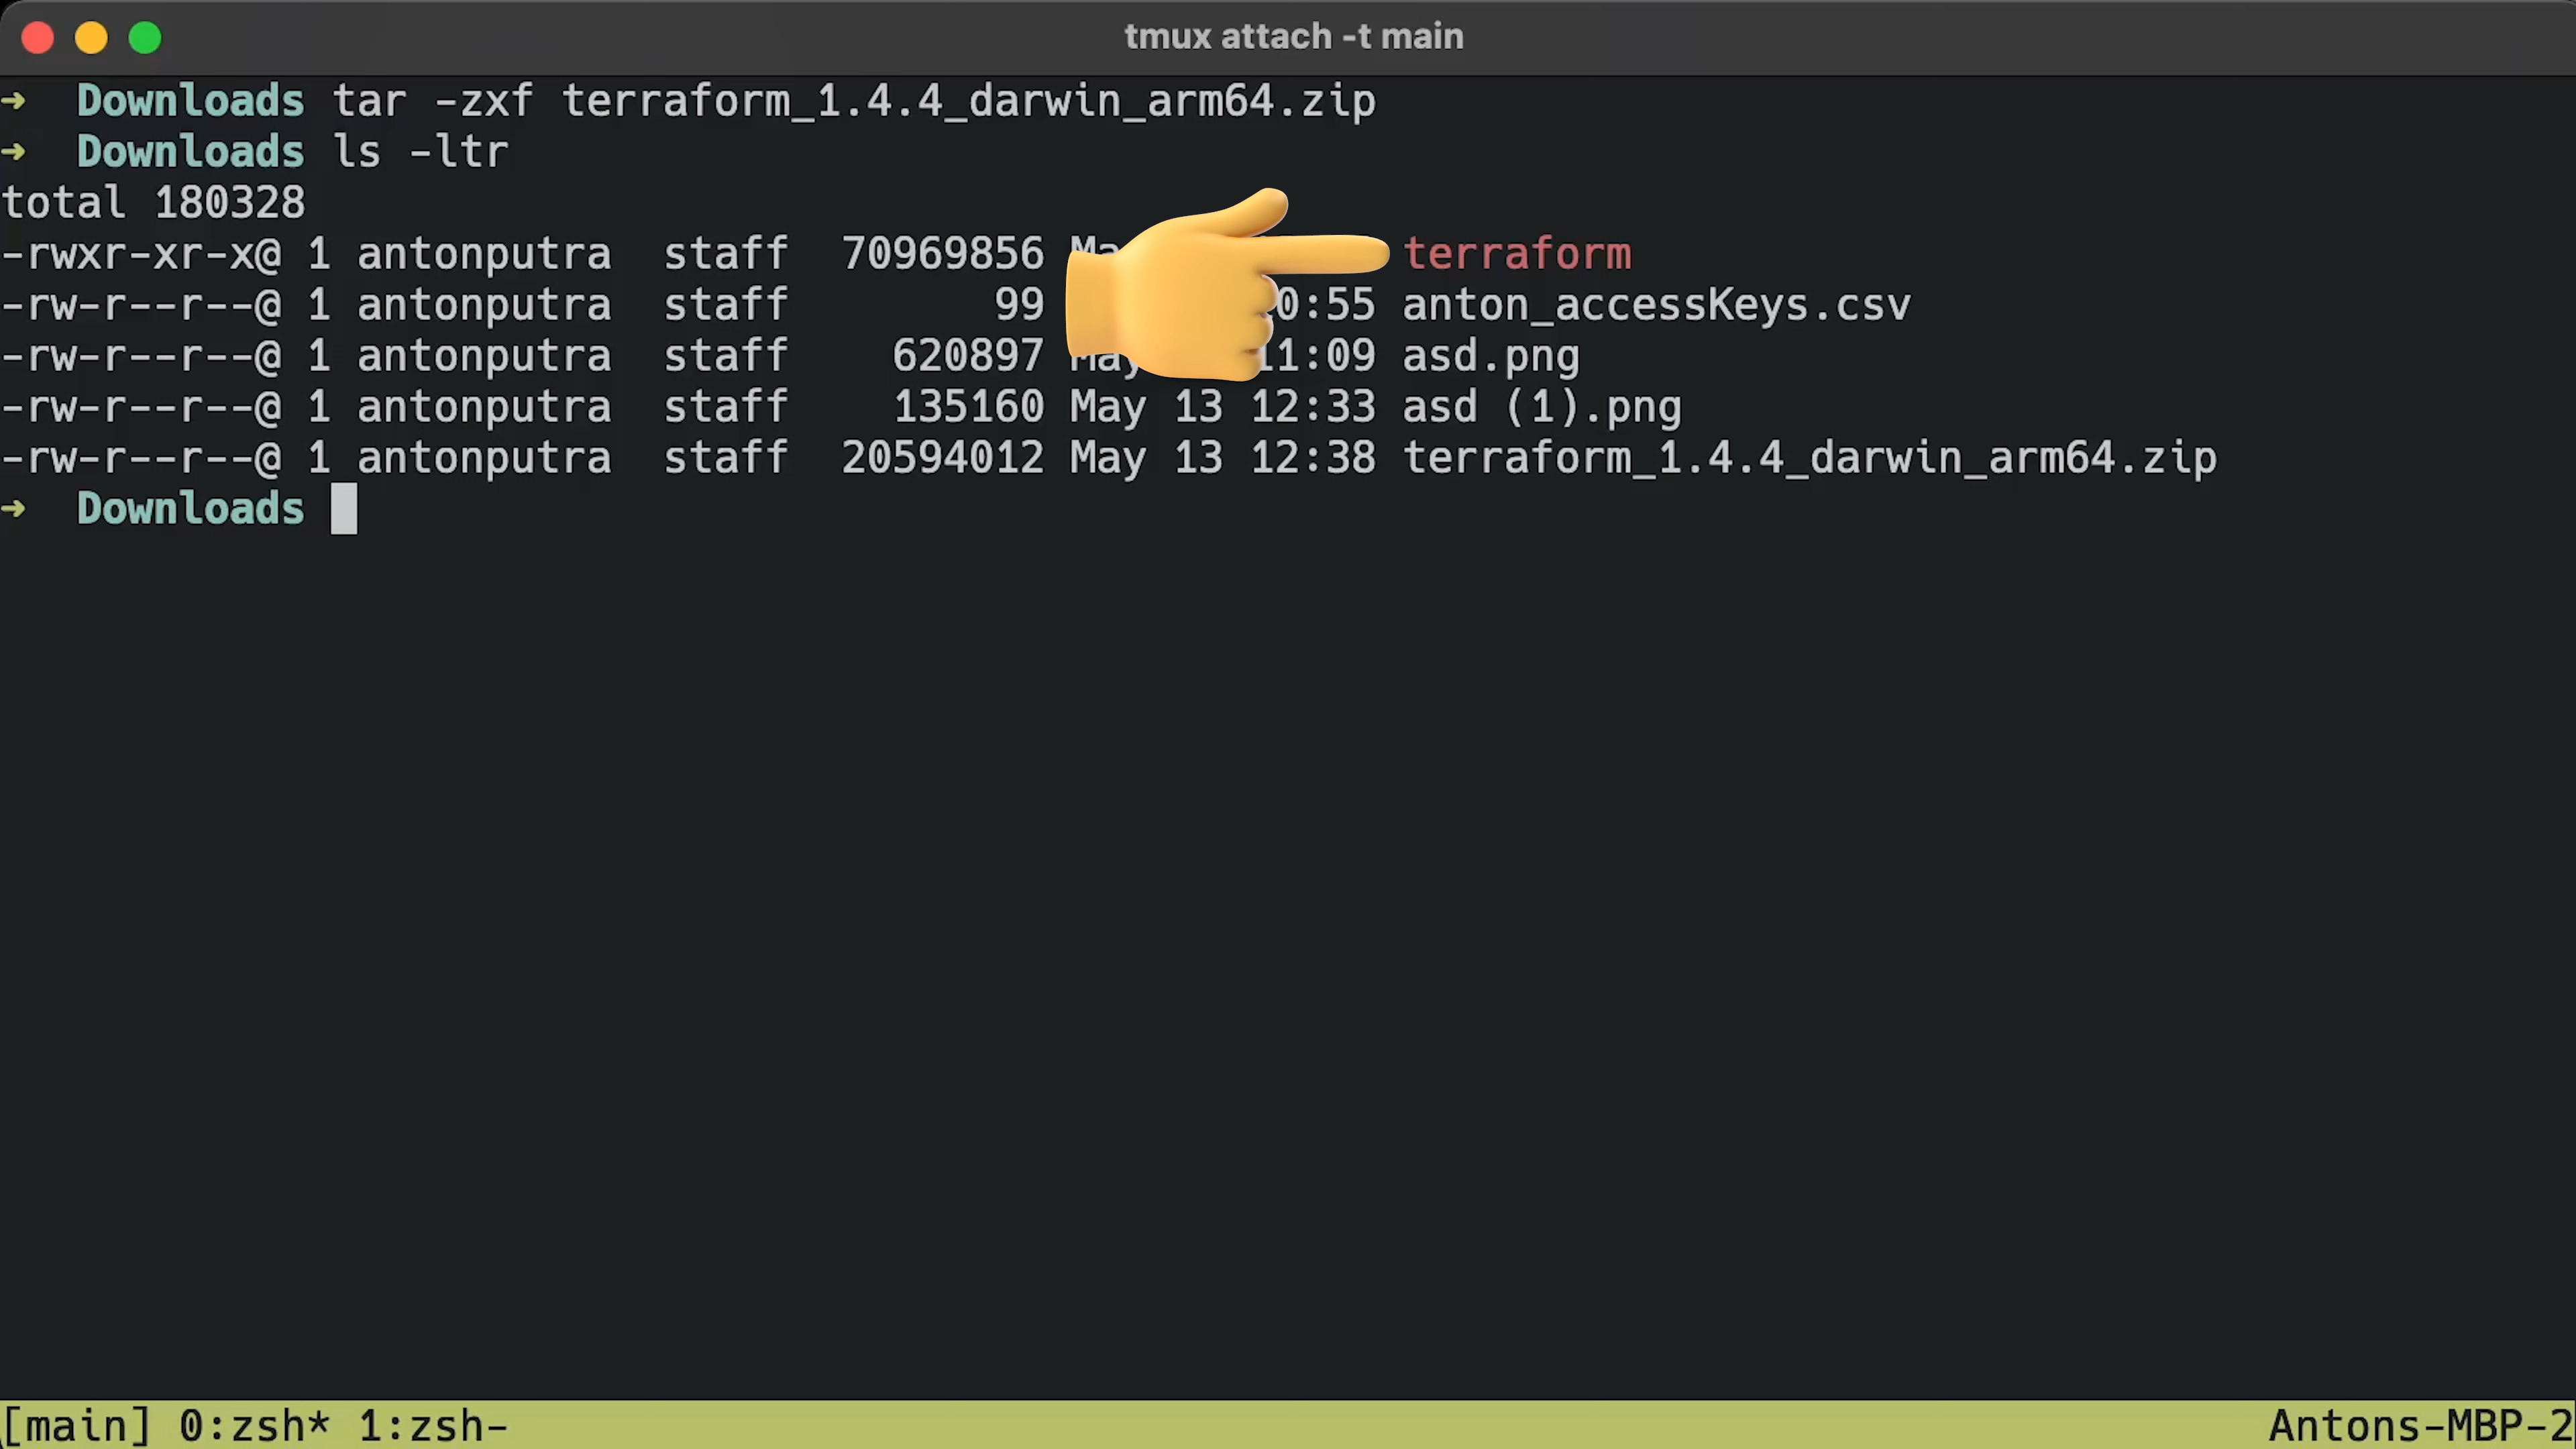 tmux attach -t main
→  Downloads tar -zxf terraform_1.4.4_darwin_arm64.zip
→  Downloads ls -ltr
total 180328
-rwxr-xr-x@ 1 antonputra  staff  70969856 terraform
-rw-r--r--@ 1 antonputra  staff        99 anton_accessKeys.csv
-rw-r--r--@ 1 antonputra  staff    620897 May 11:09 asd.png
-rw-r--r--@ 1 antonputra  staff    135160 May 13 12:33 asd (1).png
-rw-r--r--@ 1 antonputra  staff  20594012 May 13 12:38 terraform_1.4.4_darwin_arm64.zip
→  Downloads
[main] 0:zsh* 1:zsh- Antons-MBP-2